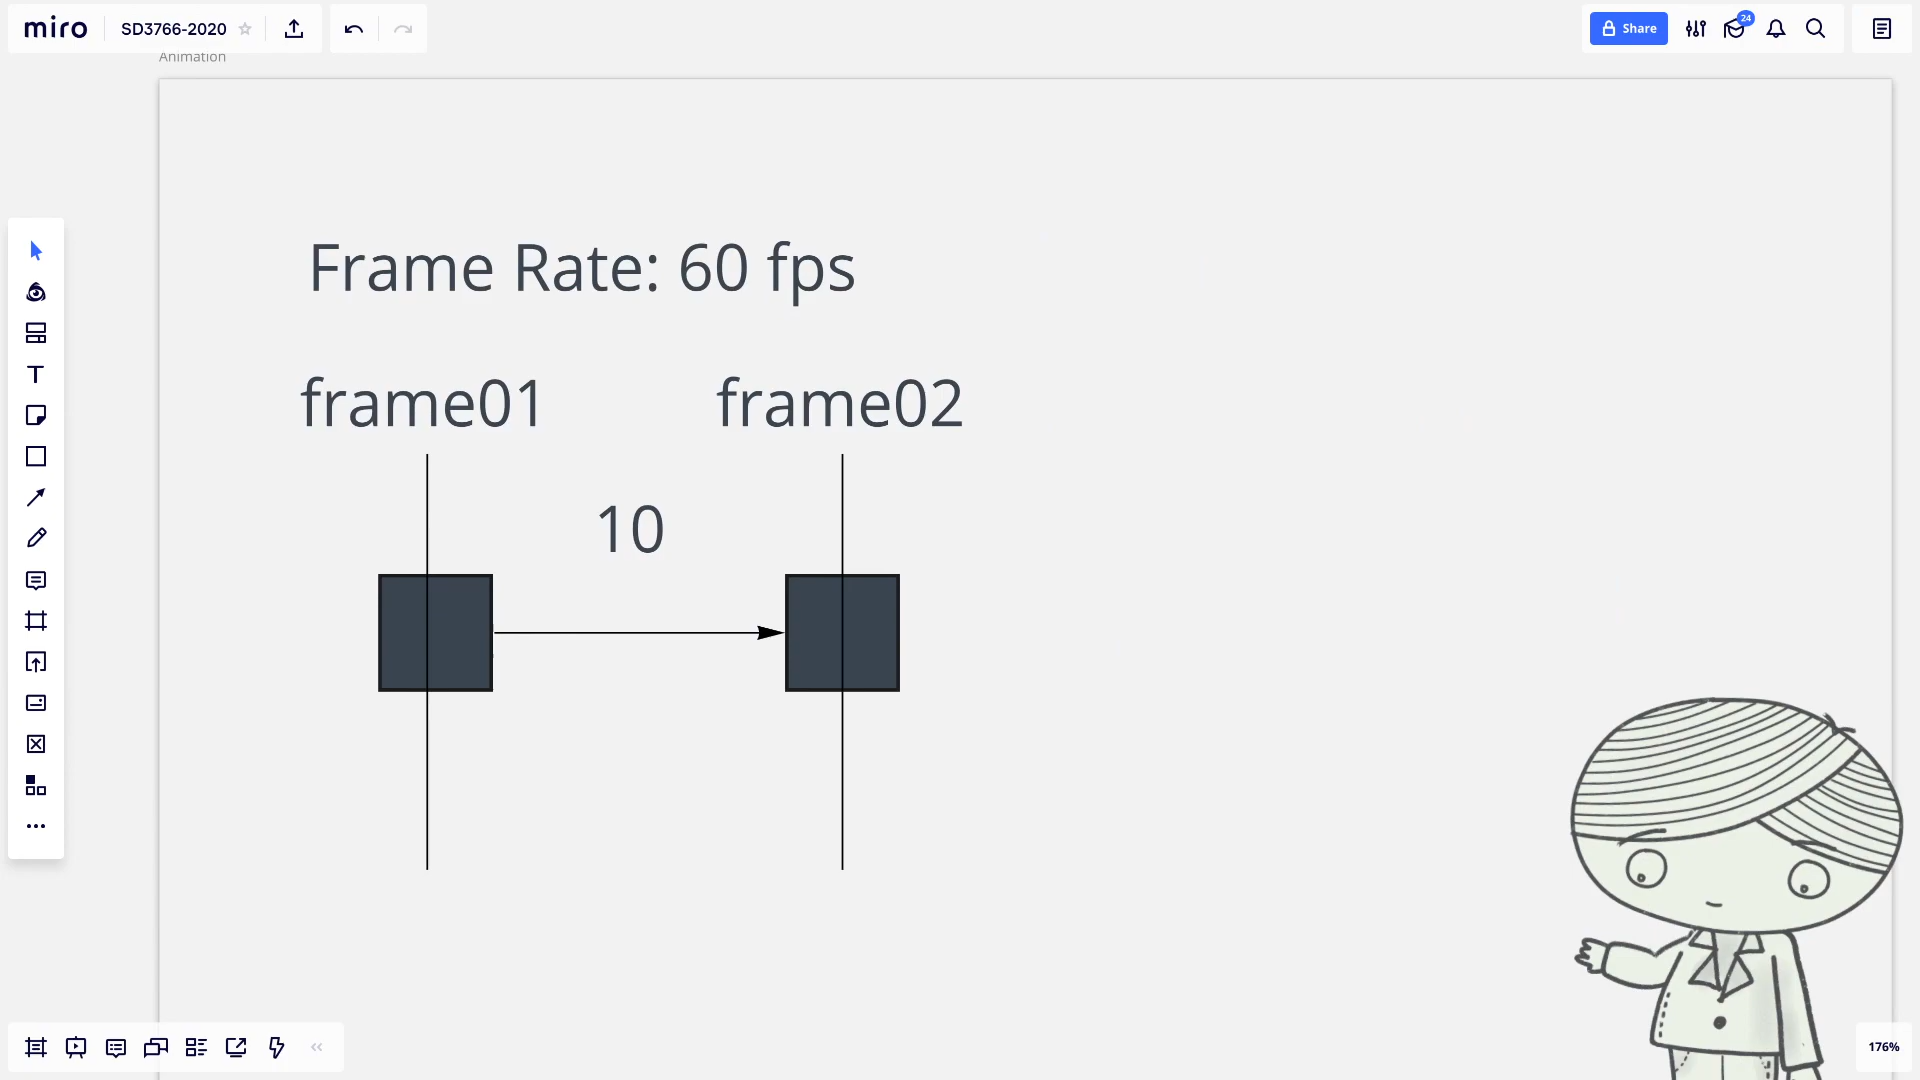 miro
SD3766-2020
Share
24
Animation
Frame Rate: 60 fps
frame01
frame02
10
176%